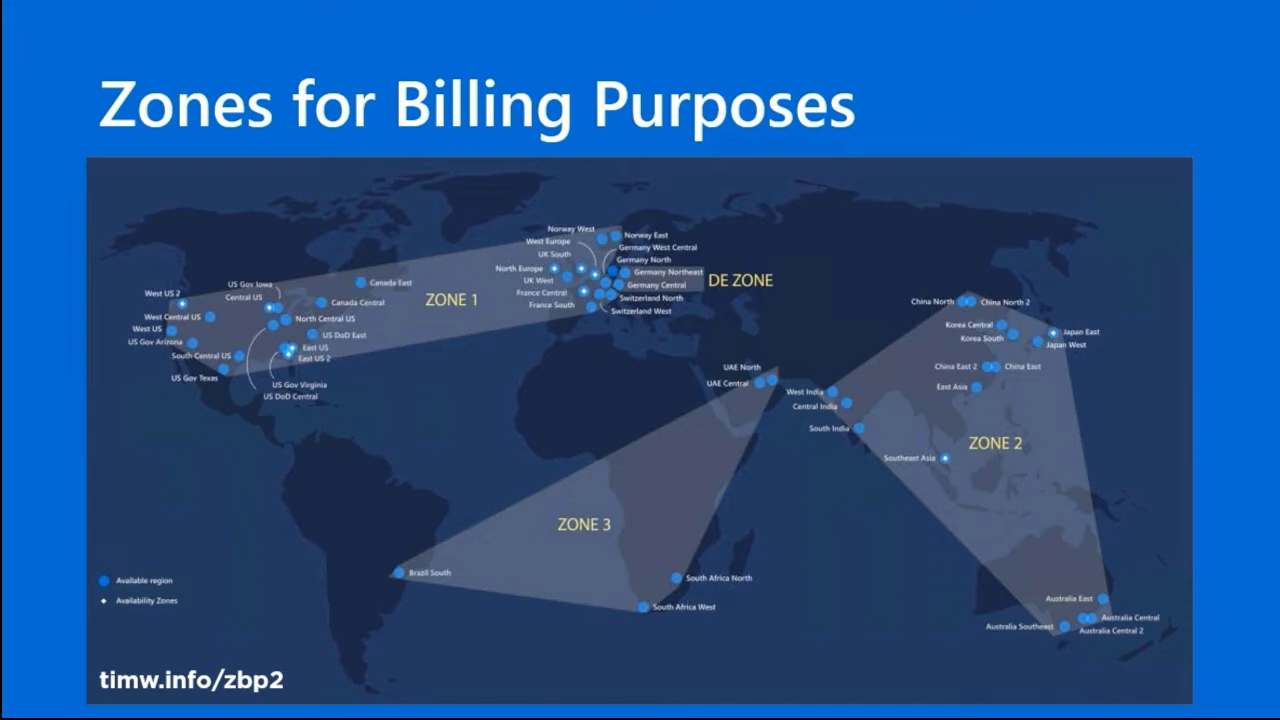 Zones for Billing Purposes
Norway West
Norway East
West Europe
Germany West Central
UK South
Germany North
North Europe
Germany Northeast
DE ZONE
UK West
Germany Central
France Central
Switzerland North
France South
Switzerland West
US Gov Iowa
Canada East
West US 2
Central US
Canada Central
ZONE 1
West Central US
North Central US
West US
US DoD East
US Gov Arizona
East US
South Central US
East US 2
US Gov Texas
US Gov Virginia
US DoD Central
China North
China North 2
Korea Central
Japan East
Korea South
Japan West
China East 2
China East
East Asia
UAE North
UAE Central
West India
Central India
South India
ZONE 2
Southeast Asia
ZONE 3
Brazil South
South Africa North
South Africa West
Australia East
Australia Central
Australia Southeast
Australia Central 2
Available region
Availability Zones
timw.info/zbp2